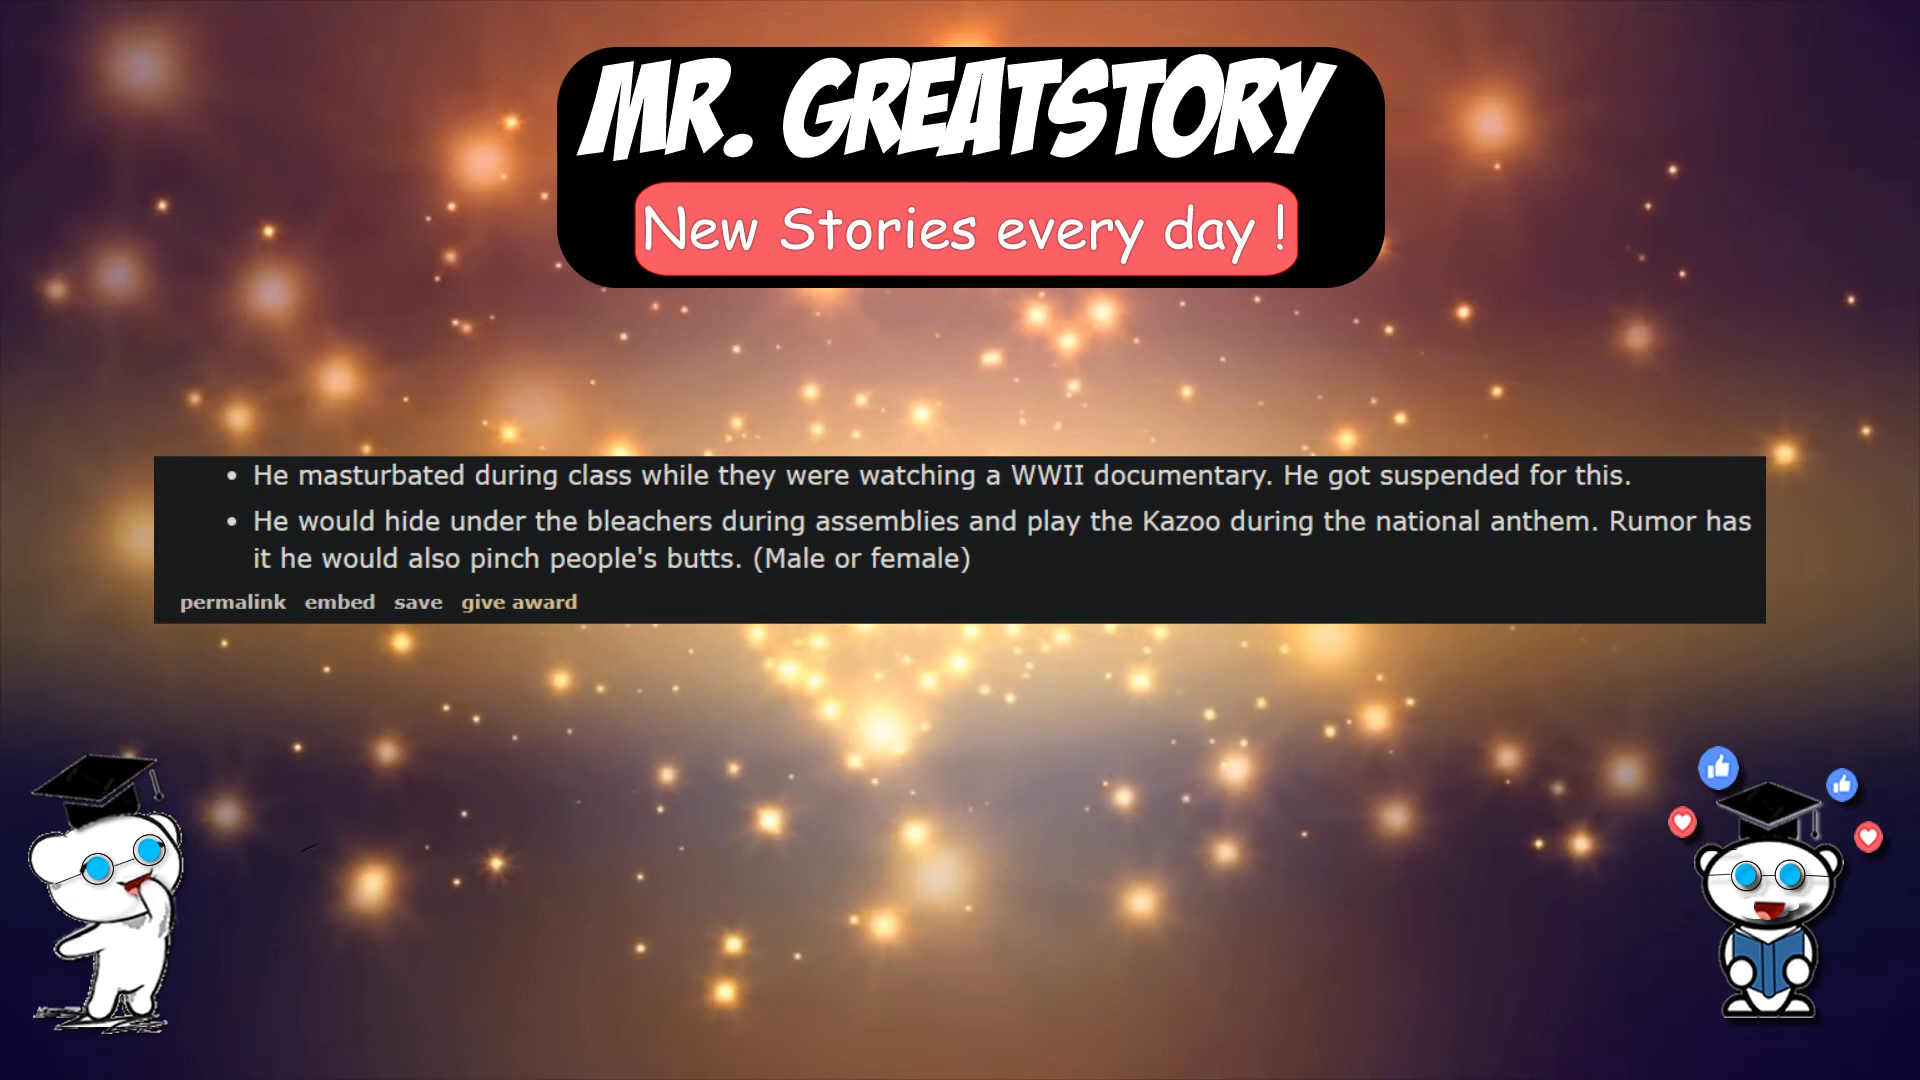 MR. GREATSTORY
New Stories every day !
• He masturbated during class while they were watching a WWII documentary. He got suspended for this.
• He would hide under the bleachers during assemblies and play the Kazoo during the national anthem. Rumor has
it he would also pinch people's butts. (Male or female)
permalink embed save give award